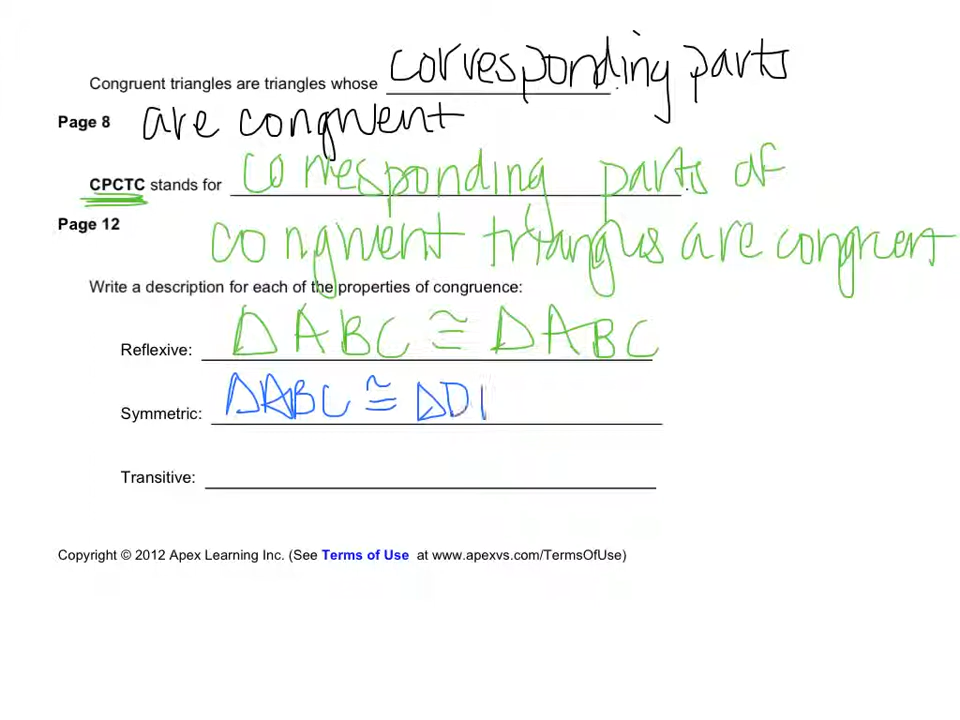 Congruent triangles are triangles whose corresponding parts
Page 8 are congruent
CPCTC stands for corresponding parts of
Page 12 congruent triangles are congruent
Write a description for each of the properties of congruence:
Reflexive: Δ ABC ≅ Δ ABC
Symmetric: ΔABC ≅ ΔD
Transitive:
Copyright © 2012 Apex Learning Inc. (See Terms of Use at www.apexvs.com/TermsOfUse)